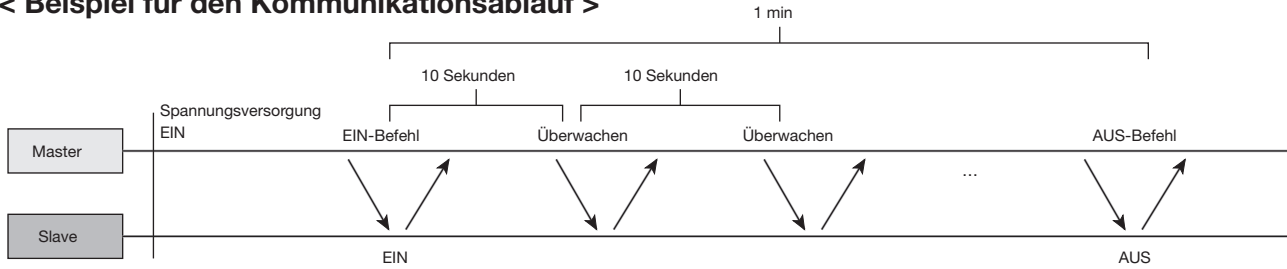 < Beispiel für den Kommunikationsablauf >
1 min
10 Sekunden 10 Sekunden
Spannungsversorgung
EIN
EIN-Befehl Überwachen Überwachen AUS-Befehl
Master
...
Slave
EIN AUS